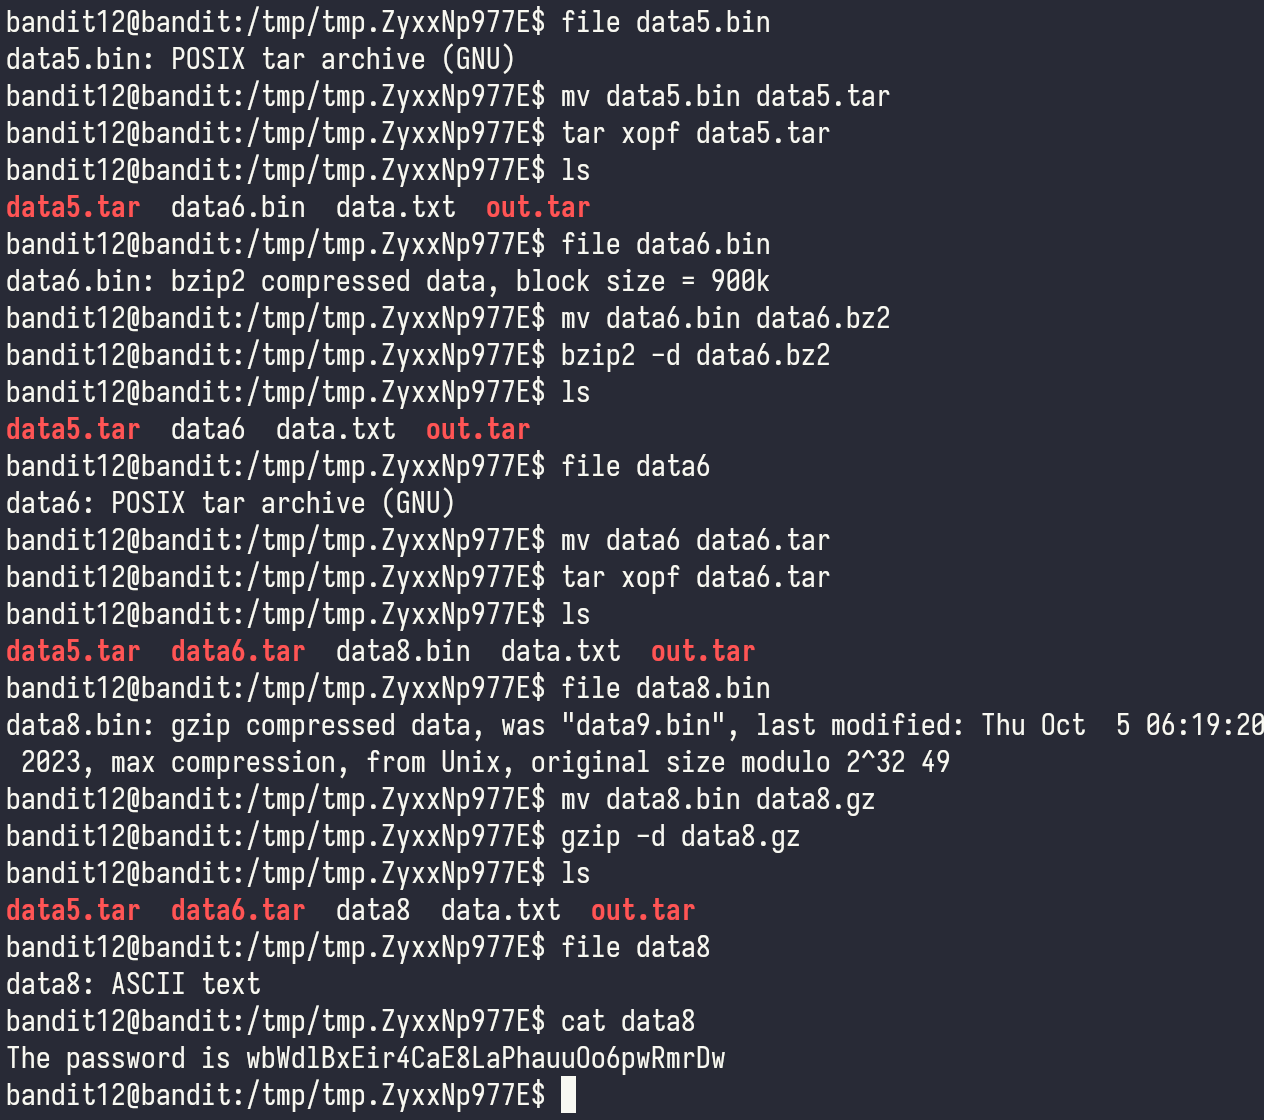 bandit12@bandit:/tmp/tmp.ZyxxNp977E$ file data5.bin
data5.bin: POSIX tar archive (GNU)
bandit12@bandit:/tmp/tmp.ZyxxNp977E$ mv data5.bin data5.tar
bandit12@bandit:/tmp/tmp.ZyxxNp977E$ tar xopf data5.tar
bandit12@bandit:/tmp/tmp.ZyxxNp977E$ ls
data5.tar  data6.bin  data.txt  out.tar
bandit12@bandit:/tmp/tmp.ZyxxNp977E$ file data6.bin
data6.bin: bzip2 compressed data, block size = 900k
bandit12@bandit:/tmp/tmp.ZyxxNp977E$ mv data6.bin data6.bz2
bandit12@bandit:/tmp/tmp.ZyxxNp977E$ bzip2 -d data6.bz2
bandit12@bandit:/tmp/tmp.ZyxxNp977E$ ls
data5.tar  data6  data.txt  out.tar
bandit12@bandit:/tmp/tmp.ZyxxNp977E$ file data6
data6: POSIX tar archive (GNU)
bandit12@bandit:/tmp/tmp.ZyxxNp977E$ mv data6 data6.tar
bandit12@bandit:/tmp/tmp.ZyxxNp977E$ tar xopf data6.tar
bandit12@bandit:/tmp/tmp.ZyxxNp977E$ ls
data5.tar  data6.tar  data8.bin  data.txt  out.tar
bandit12@bandit:/tmp/tmp.ZyxxNp977E$ file data8.bin
data8.bin: gzip compressed data, was "data9.bin", last modified: Thu Oct  5 06:19:20
 2023, max compression, from Unix, original size modulo 2^32 49
bandit12@bandit:/tmp/tmp.ZyxxNp977E$ mv data8.bin data8.gz
bandit12@bandit:/tmp/tmp.ZyxxNp977E$ gzip -d data8.gz
bandit12@bandit:/tmp/tmp.ZyxxNp977E$ ls
data5.tar  data6.tar  data8  data.txt  out.tar
bandit12@bandit:/tmp/tmp.ZyxxNp977E$ file data8
data8: ASCII text
bandit12@bandit:/tmp/tmp.ZyxxNp977E$ cat data8
The password is wbWdlBxEir4CaE8LaPhauuOo6pwRmrDw
bandit12@bandit:/tmp/tmp.ZyxxNp977E$